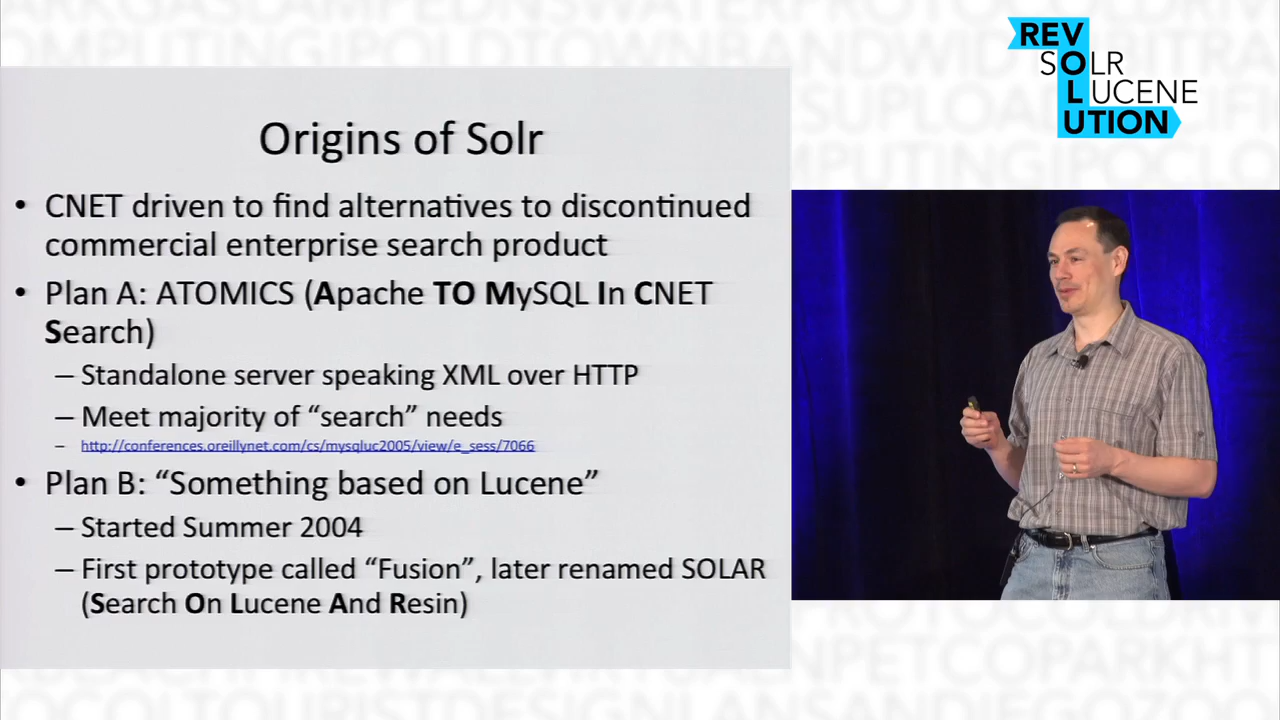 REV
SOLR
LUCENE
UTION
Origins of Solr
• CNET driven to find alternatives to discontinued
commercial enterprise search product
• Plan A: ATOMICS (Apache TO MySQL In CNET
Search)
– Standalone server speaking XML over HTTP
– Meet majority of “search” needs
– http://conferences.oreillynet.com/cs/mysqluc2005/view/e_sess/7066
• Plan B: “Something based on Lucene”
– Started Summer 2004
– First prototype called “Fusion”, later renamed SOLAR
(Search On Lucene And Resin)